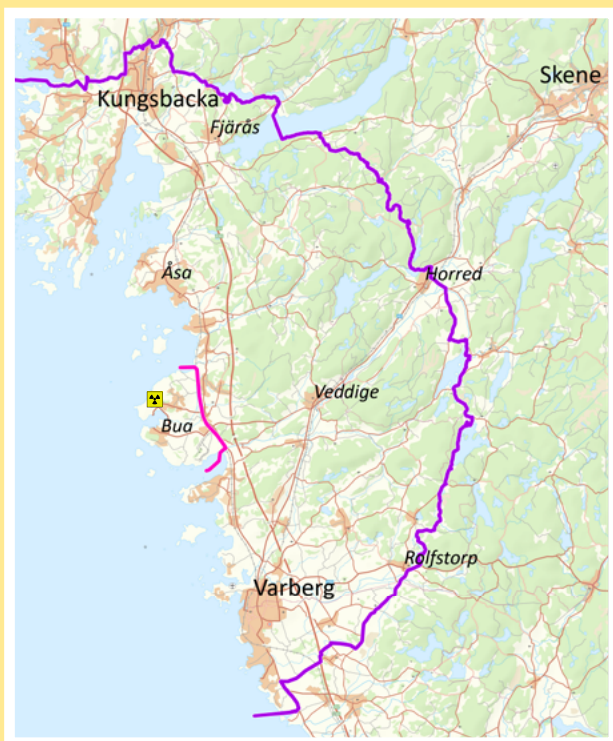 Skene
Kungsbacka
Fjärås
Åsa
Horred
Veddige
Bua
Rolfstorp
Varberg